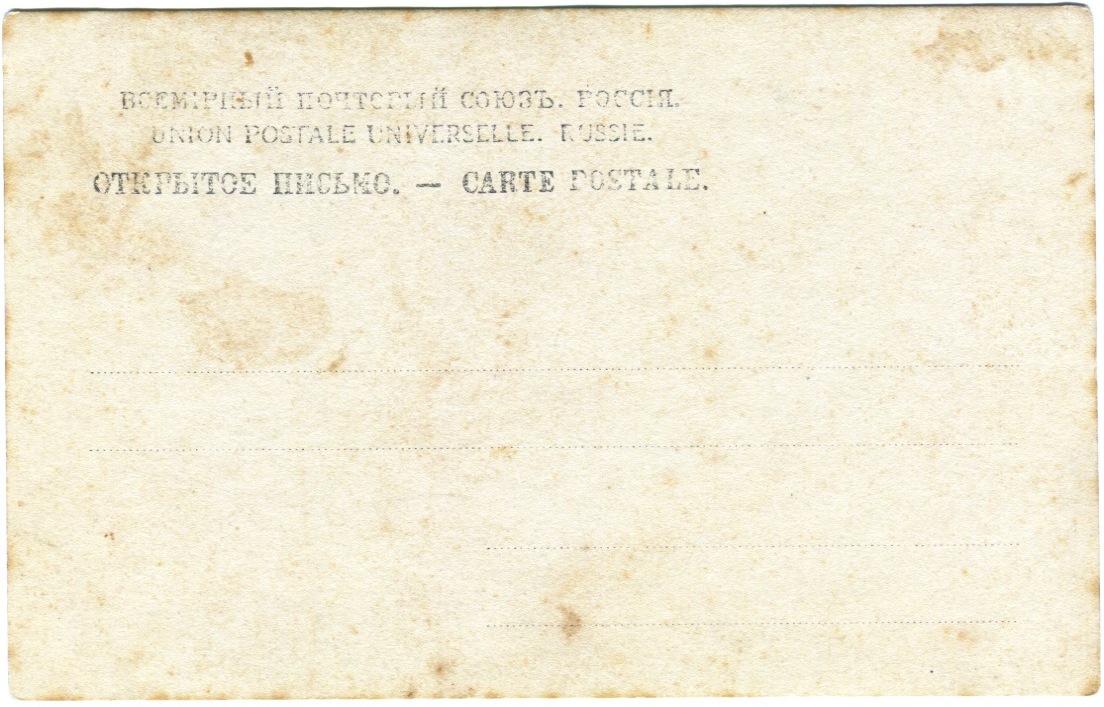 ВСЕМІРНЫЙ ПОЧТОВЫЙ СОЮЗЪ. РОССІЯ.
UNION POSTALE UNIVERSELLE. RUSSIE.
ОТКРЫТОЕ ПИСЬМО. — CARTE POSTALE.